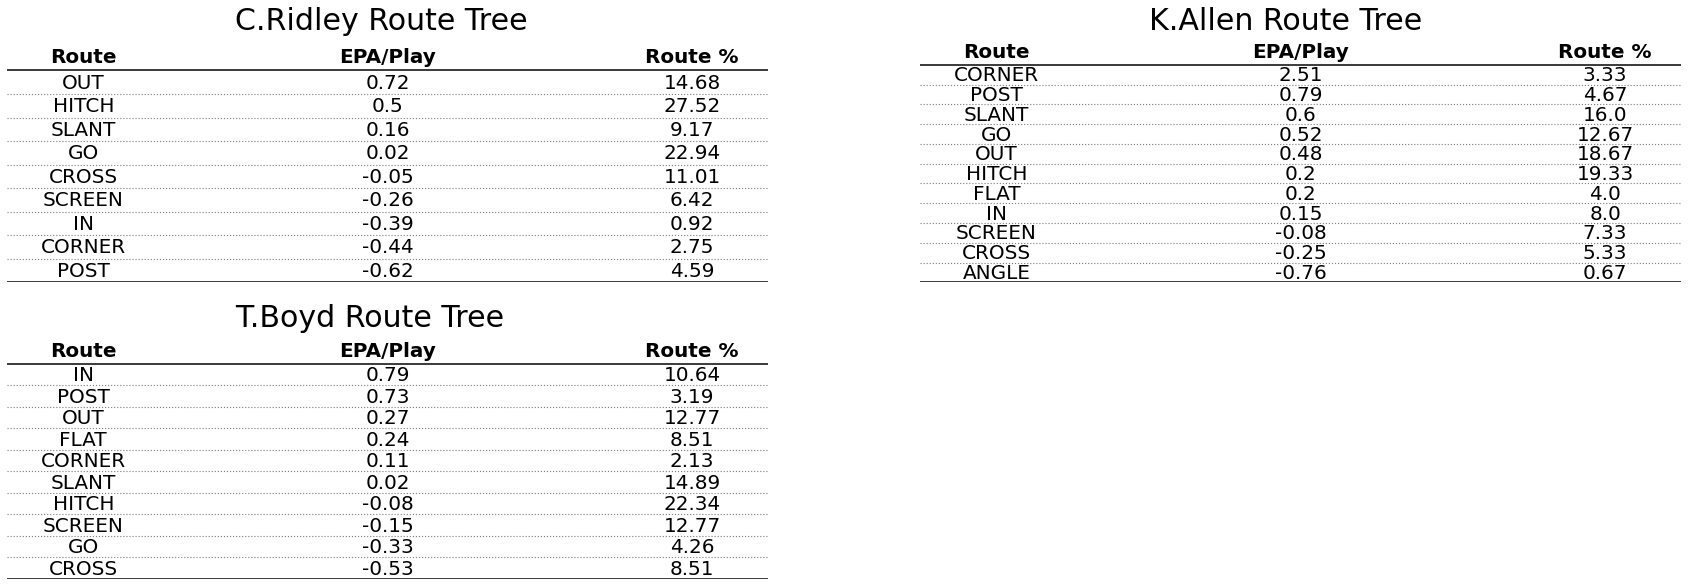 C.Ridley Route Tree
Route EPA/Play Route %
OUT 0.72 14.68
HITCH 0.5 27.52
SLANT 0.16 9.17
GO 0.02 22.94
CROSS -0.05 11.01
SCREEN -0.26 6.42
IN -0.39 0.92
CORNER -0.44 2.75
POST -0.62 4.59
K.Allen Route Tree
Route EPA/Play Route %
CORNER 2.51 3.33
POST 0.79 4.67
SLANT 0.6 16.0
GO 0.52 12.67
OUT 0.48 18.67
HITCH 0.2 19.33
FLAT 0.2 4.0
IN 0.15 8.0
SCREEN -0.08 7.33
CROSS -0.25 5.33
ANGLE -0.76 0.67
T.Boyd Route Tree
Route EPA/Play Route %
IN 0.79 10.64
POST 0.73 3.19
OUT 0.27 12.77
FLAT 0.24 8.51
CORNER 0.11 2.13
SLANT 0.02 14.89
HITCH -0.08 22.34
SCREEN -0.15 12.77
GO -0.33 4.26
CROSS -0.53 8.51